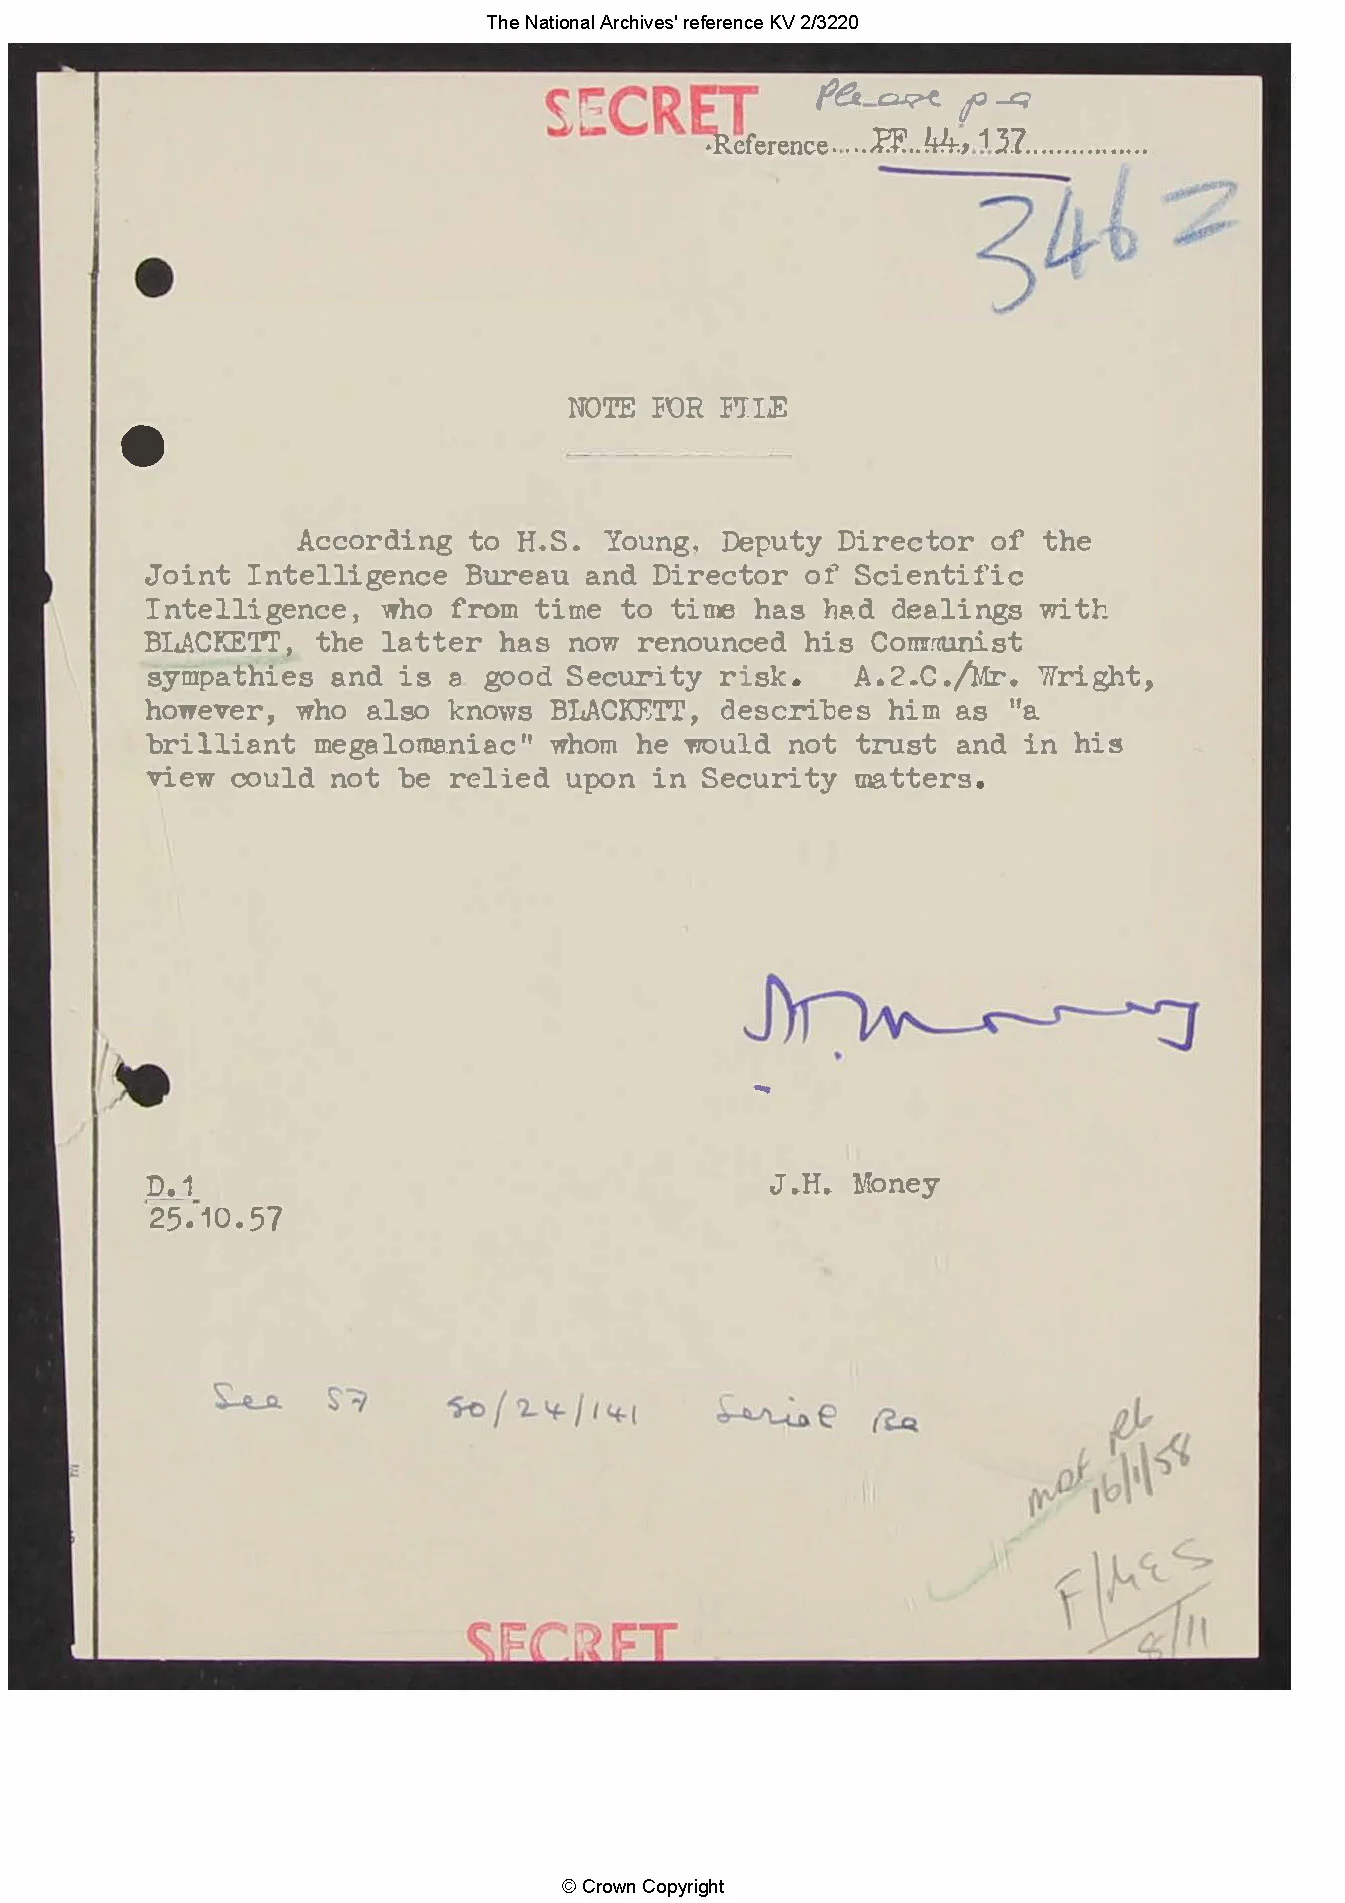 The National Archives' reference KV 2/3220
SECRET
Please p a
Reference.....PF 44,137.................
346z
NOTE FOR FILE
According to H.S. Young, Deputy Director of the
Joint Intelligence Bureau and Director of Scientific
Intelligence, who from time to time has had dealings with
BLACKETT, the latter has now renounced his Communist
sympathies and is a good Security risk. A.2.C./Mr. Wright,
however, who also knows BLACKETT, describes him as "a
brilliant megalomaniac" whom he would not trust and in his
view could not be relied upon in Security matters.
J.H. Money
D.1
25.10.57
See 57 50/24/141 Serial 8a
16/1/58
8/11
SECRET
© Crown Copyright